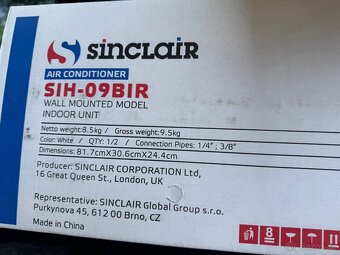 sinclair
AIR CONDITIONER
SIH-09BIR
WALL MOUNTED MODEL
INDOOR UNIT
Netto weight:8.5kg / Gross weight:9.5kg
Color: White / QTY: 1/2 / Connection Pipes: 1/4"; 3/8"
Dimensions: 81.7cmX30.6cmX24.4cm
Producer: SINCLAIR CORPORATION Ltd,
16 Great Queen St., London, UK
Representative: SINCLAIR Global Group s.r.o.
Purkynova 45, 612 00 Brno, CZ
Made in China
8